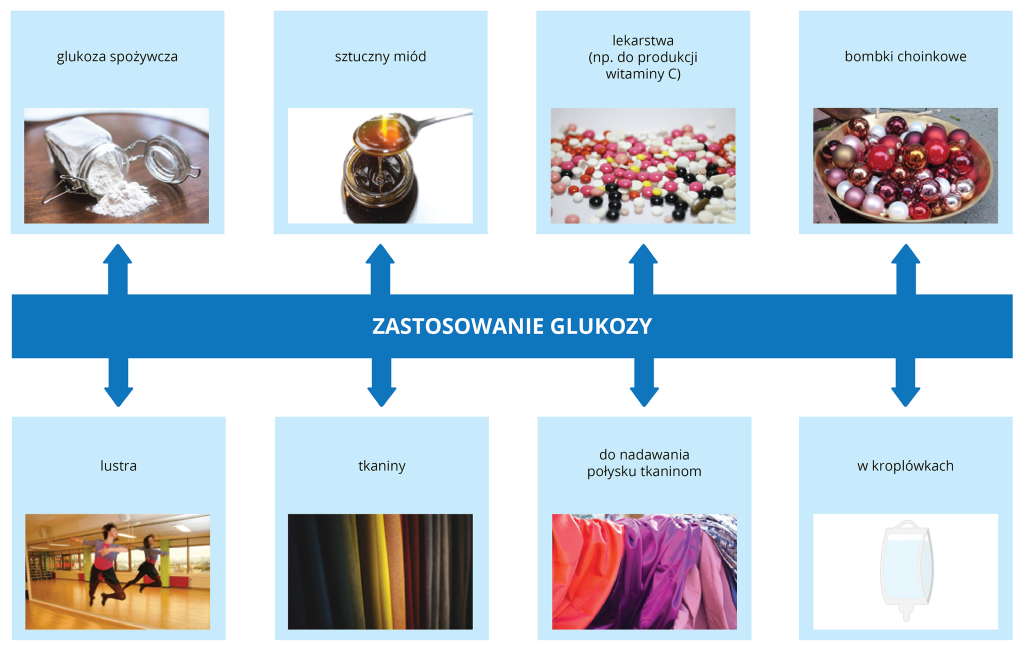 glukoza spożywcza
sztuczny miód
lekarstwa
(np. do produkcji
witaminy C)
bombki choinkowe
ZASTOSOWANIE GLUKOZY
lustra
tkaniny
do nadawania
połysku tkaninom
w kroplówkach